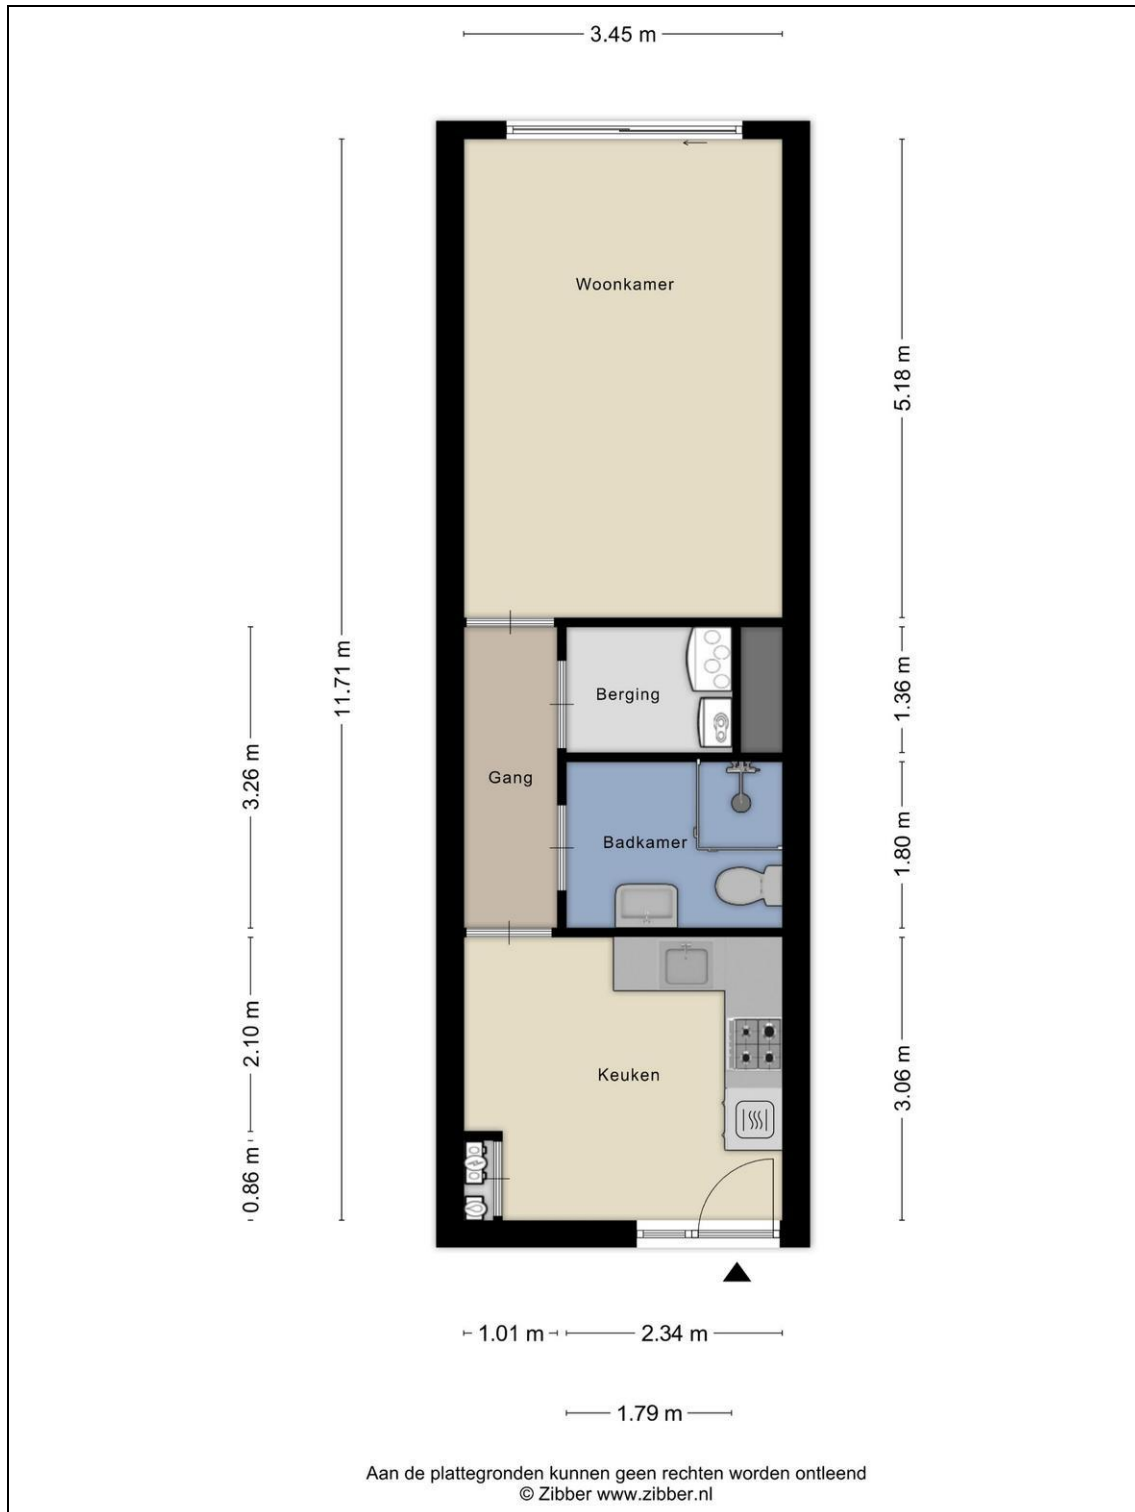 3.45 m
Woonkamer
5.18 m
11.71 m
Berging
1.36 m
3.26 m
Gang
Badkamer
1.80 m
2.10 m
Keuken
3.06 m
0.86 m
1.01 m
2.34 m
1.79 m
Aan de plattegronden kunnen geen rechten worden ontleend
© Zibber www.zibber.nl